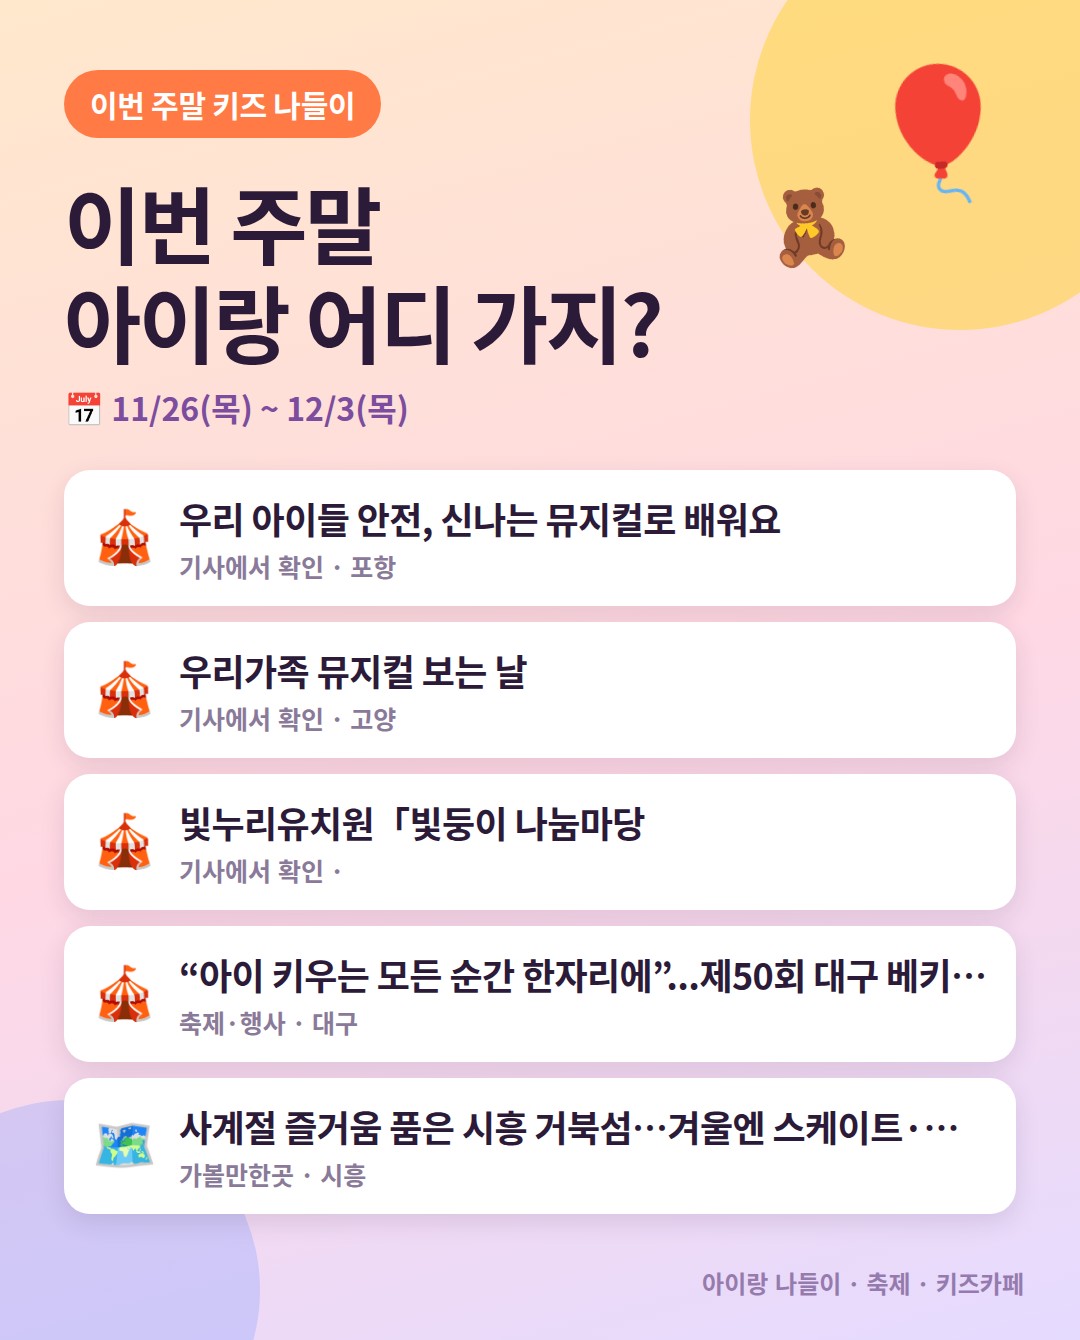 이번 주말 키즈 나들이
이번 주말
아이랑 어디 가지?
📅 11/26(목) ~ 12/3(목)
우리 아이들 안전, 신나는 뮤지컬로 배워요
기사에서 확인 · 포항
우리가족 뮤지컬 보는 날
기사에서 확인 · 고양
빛누리유치원「빛둥이 나눔마당
기사에서 확인 ·
“아이 키우는 모든 순간 한자리에”...제50회 대구 베키…
축제·행사 · 대구
사계절 즐거움 품은 시흥 거북섬…겨울엔 스케이트·…
가볼만한곳 · 시흥
아이랑 나들이 · 축제 · 키즈카페